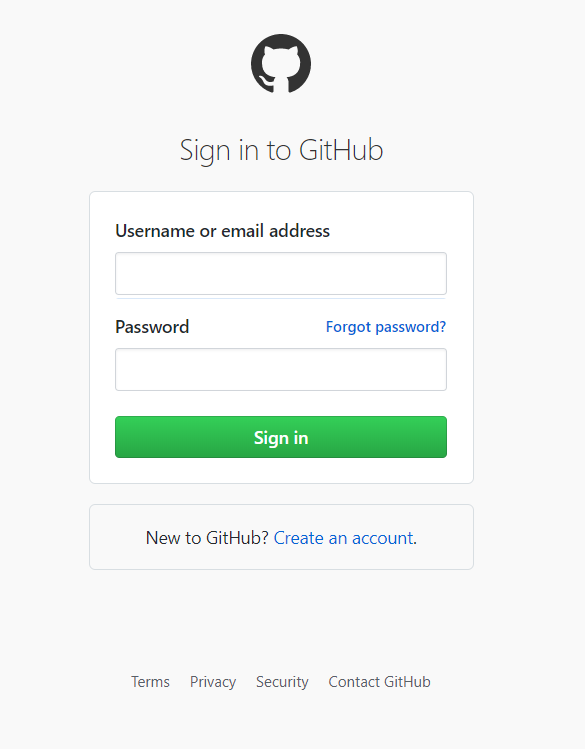 Sign in to GitHub
Username or email address
Password Forgot password?
Sign in
New to GitHub? Create an account.
Terms Privacy Security Contact GitHub